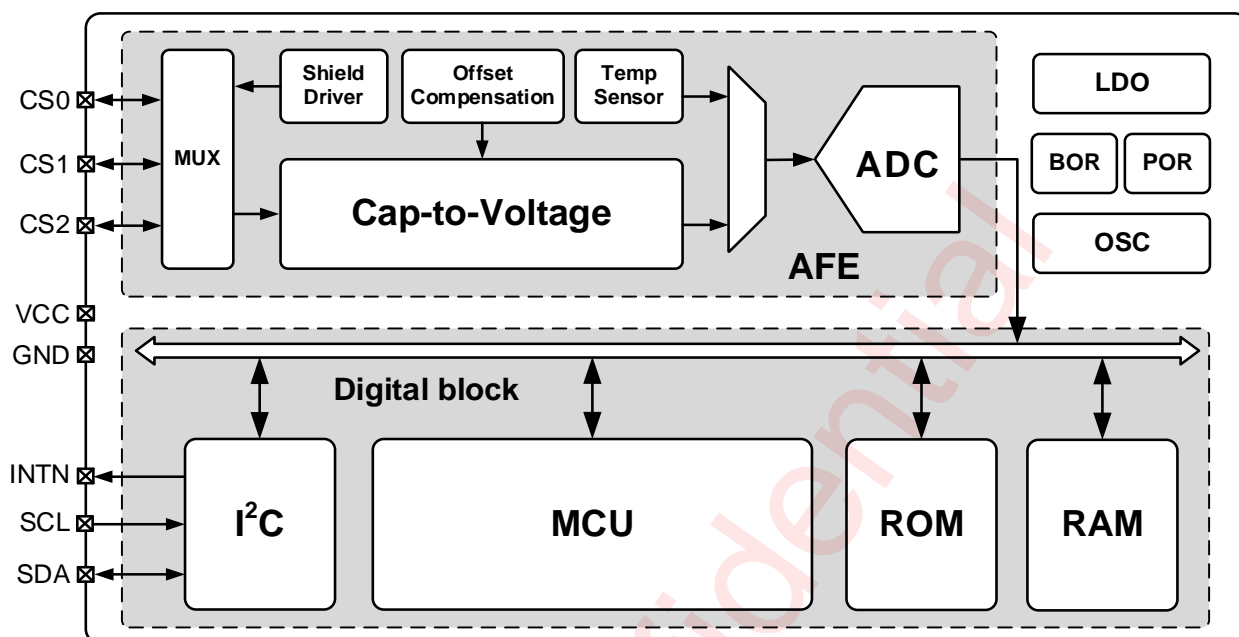 Shield
Driver
Offset
Compensation
Temp
Sensor
LDO
CS0
MUX
ADC
BOR
POR
CS1
Cap-to-Voltage
CS2
OSC
AFE
VCC
GND
Digital block
INTN
I²C
MCU
ROM
RAM
SCL
SDA
fidential